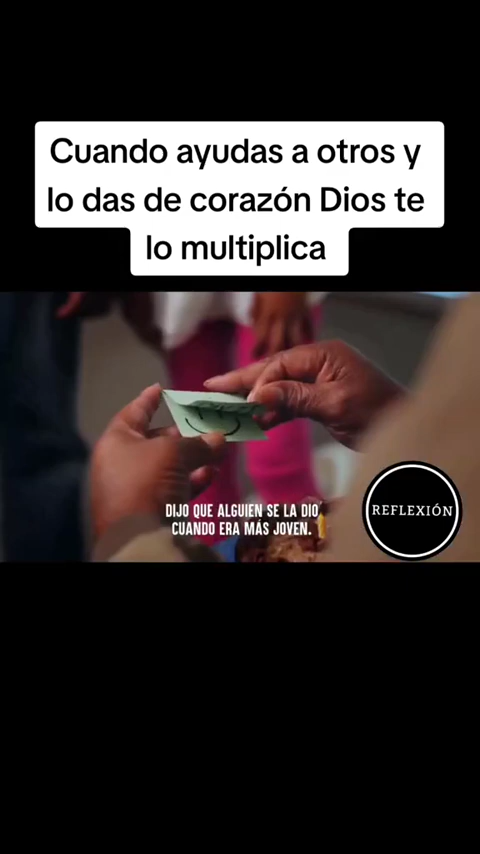 Cuando ayudas a otros y
lo das de corazón Dios te
lo multiplica
DIJO QUE ALGUIEN SE LA DIO
CUANDO ERA MÁS JOVEN.
REFLEXIÓN